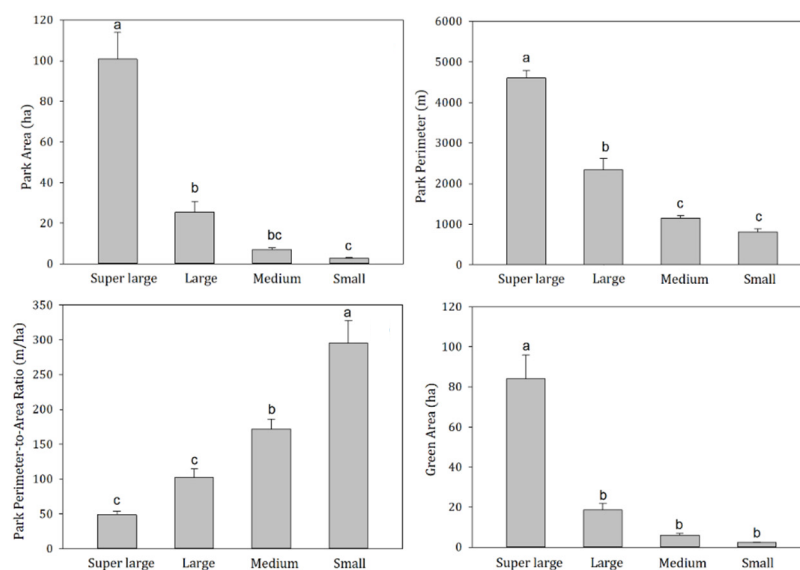 Park Area (ha)
120
100
80
60
40
20
0
a
b
bc
c
Super large Large Medium Small
Park Perimeter (m)
6000
5000
4000
3000
2000
1000
0
a
b
c
c
Super large Large Medium Small
Park Perimeter-to-Area Ratio (m/ha)
350
300
250
200
150
100
50
0
c
c
b
a
Super large Large Medium Small
Green Area (ha)
120
100
80
60
40
20
0
a
b
b
b
Super large Large Medium Small